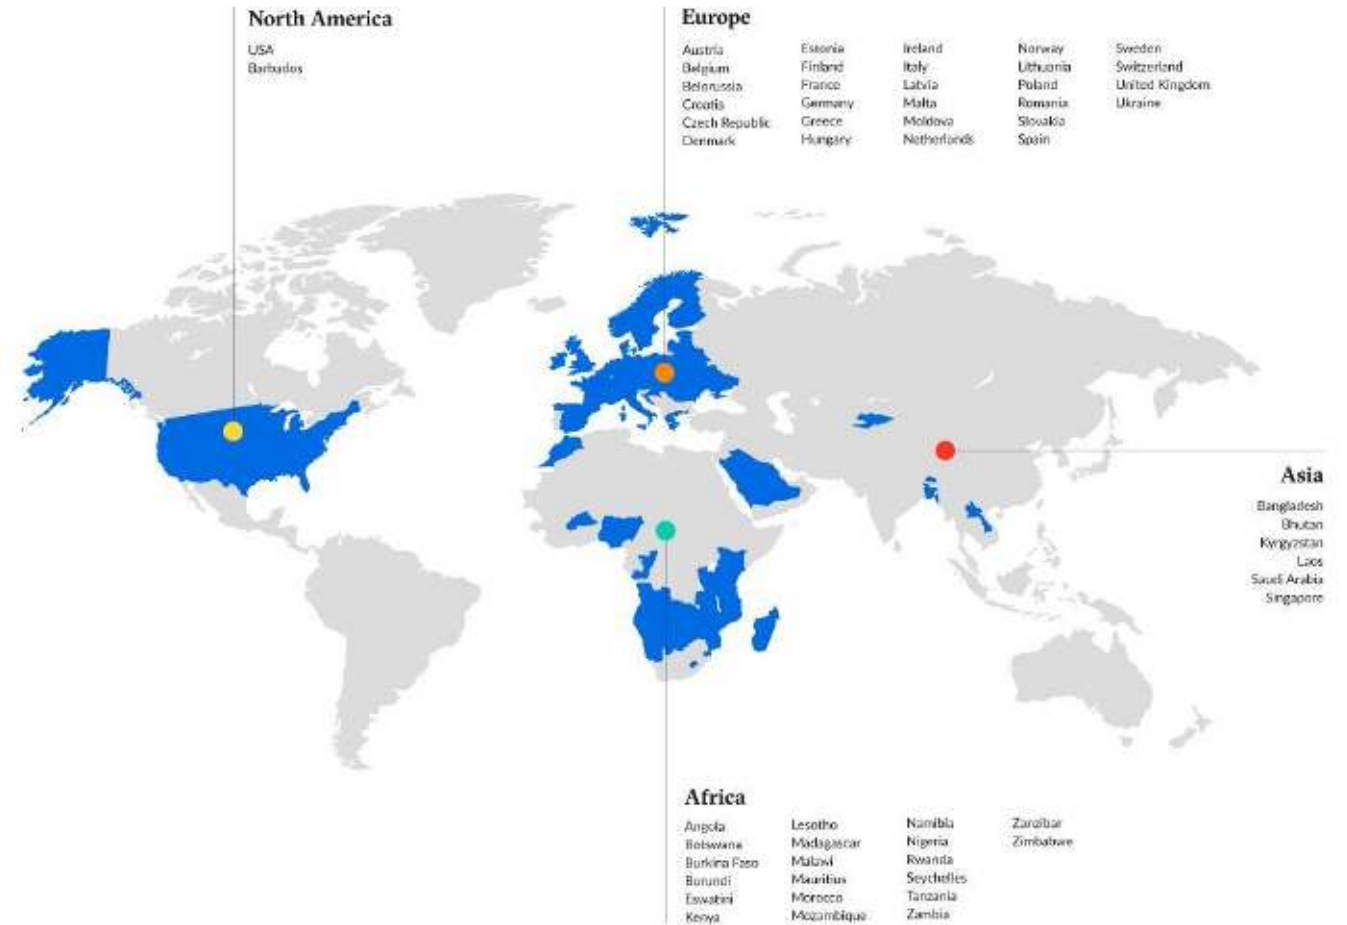 North America
USA
Barbados
Europe
Austria
Belgium
Belorussia
Croatia
Czech Republic
Denmark
Estonia
Finland
France
Germany
Greece
Hungary
Ireland
Italy
Latvia
Malta
Moldova
Netherlands
Norway
Lithuania
Poland
Romania
Slovakia
Spain
Sweden
Switzerland
United Kingdom
Ukraine
Asia
Bangladesh
Bhutan
Kyrgyzstan
Laos
Saudi Arabia
Singapore
Africa
Angola
Botswana
Burkina Faso
Burundi
Eswatini
Kenya
Lesotho
Madagascar
Malawi
Mauritius
Morocco
Mozambique
Namibia
Nigeria
Rwanda
Seychelles
Tanzania
Zambia
Zanzibar
Zimbabwe